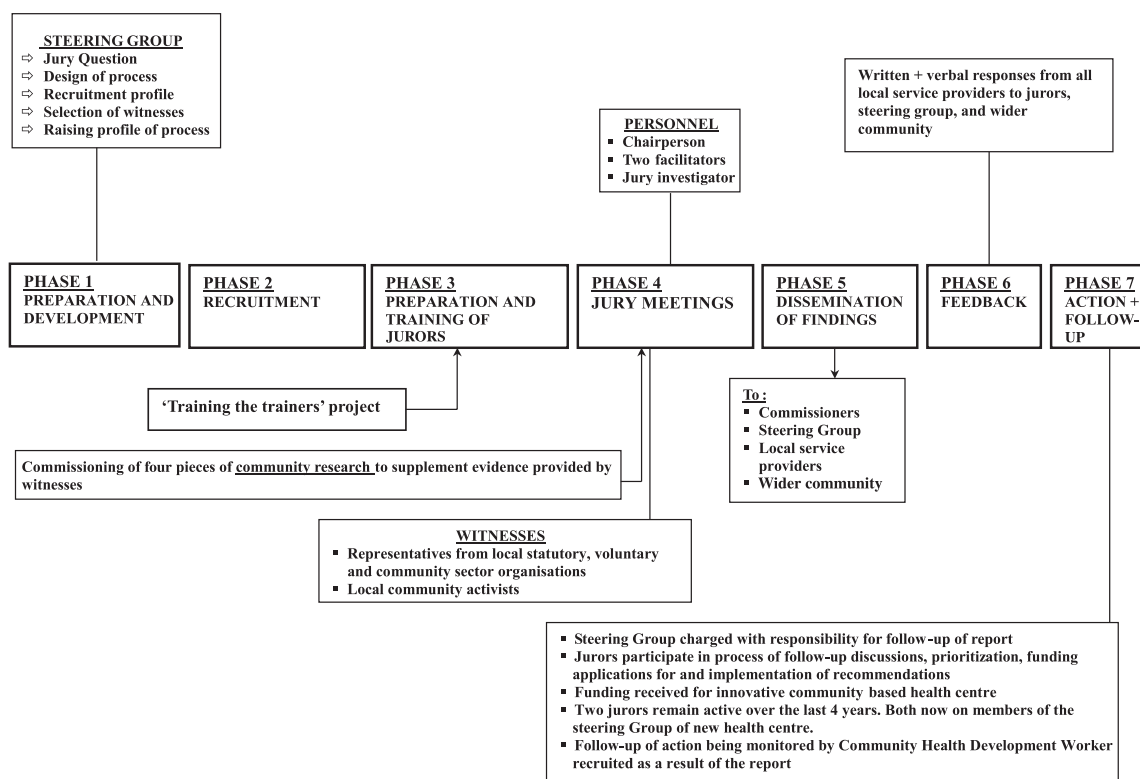 STEERING GROUP
⇨ Jury Question
⇨ Design of process
⇨ Recruitment profile
⇨ Selection of witnesses
⇨ Raising profile of process
PERSONNEL
▪ Chairperson
▪ Two facilitators
▪ Jury investigator
Written + verbal responses from all
local service providers to jurors,
steering group, and wider
community
PHASE 1
PREPARATION AND
DEVELOPMENT
PHASE 2
RECRUITMENT
PHASE 3
PREPARATION AND
TRAINING OF
JURORS
PHASE 4
JURY MEETINGS
PHASE 5
DISSEMINATION
OF FINDINGS
PHASE 6
FEEDBACK
PHASE 7
ACTION +
FOLLOW-
UP
‘Training the trainers’ project
Commissioning of four pieces of community research to supplement evidence provided by
witnesses
To :
▪ Commissioners
▪ Steering Group
▪ Local service
providers
▪ Wider community
WITNESSES
▪ Representatives from local statutory, voluntary
and community sector organisations
▪ Local community activists
▪ Steering Group charged with responsibility for follow-up of report
▪ Jurors participate in process of follow-up discussions, prioritization, funding
applications for and implementation of recommendations
▪ Funding received for innovative community based health centre
▪ Two jurors remain active over the last 4 years. Both now on members of the
steering Group of new health centre.
▪ Follow-up of action being monitored by Community Health Development Worker
recruited as a result of the report